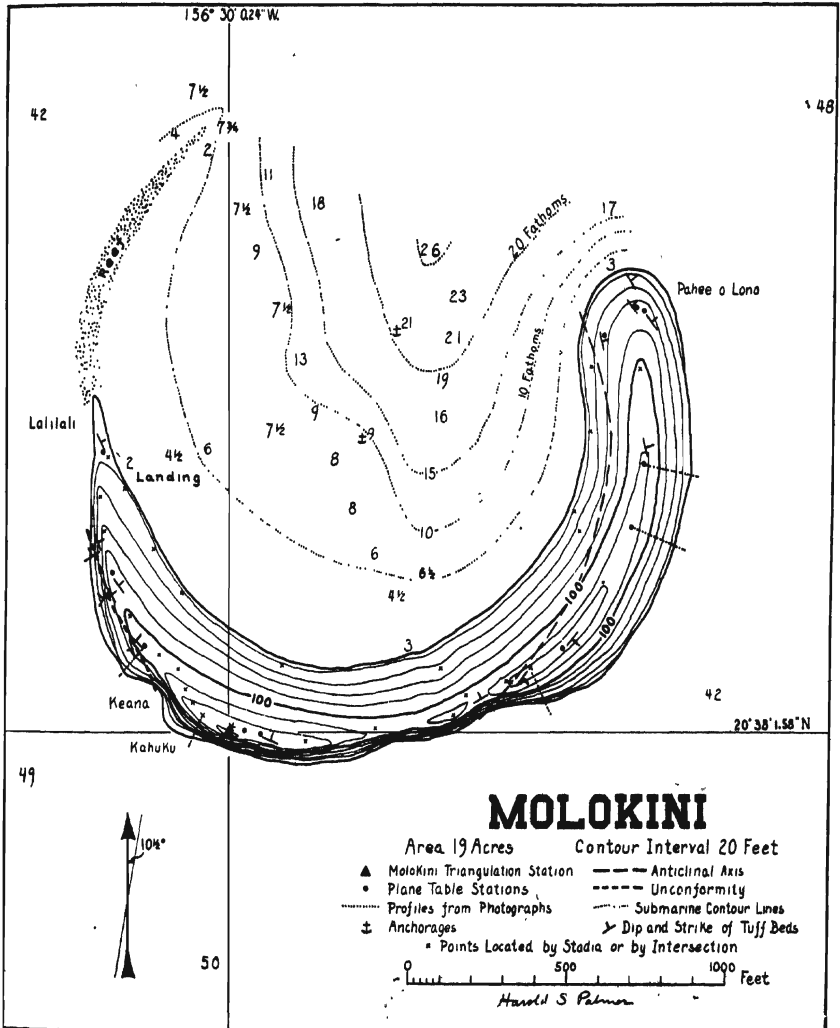 156° 30' 0.24" W.
7½
42
48
4
7¾
2
11
7½
18
17
20 Fathoms
9
26
3
Reef
23
Pahee o Lono
7½
21
21
13
19
10 Fathoms
9
16
Lalilali
7½
9
4½
6
8
2
Landing
15
8
10
6
6½
4½
100
3
100
100
Keana
42
20° 38' 1.58" N
Kahuku
49
MOLOKINI
Area 19 Acres
Contour Interval 20 Feet
10½°
Molokini Triangulation Station
Anticlinal Axis
Plane Table Stations
Unconformity
Profiles from Photographs
Submarine Contour Lines
Anchorages
Dip and Strike of Tuff Beds
Points Located by Stadia or by Intersection
50
0 500 1000 Feet
Harold S Palmer